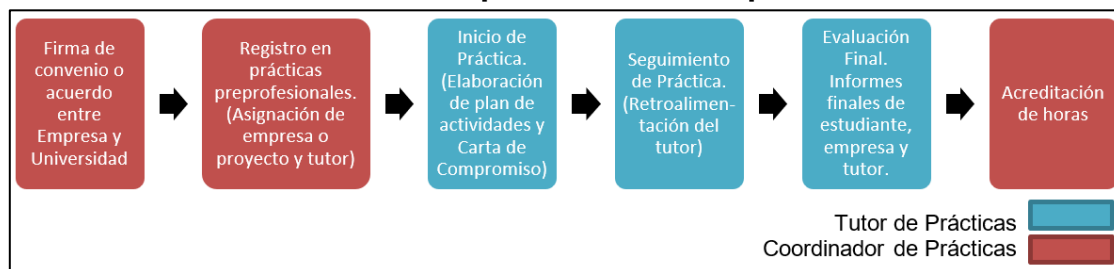 Firma de
convenio o
acuerdo
entre
Empresa y
Universidad
Registro en
prácticas
preprofesionales.
(Asignación de
empresa o
proyecto y tutor)
Inicio de
Práctica.
(Elaboración
de plan de
actividades y
Carta de
Compromiso)
Seguimiento
de Práctica.
(Retroalimen-
tación del
tutor)
Evaluación
Final.
Informes
finales de
estudiante,
empresa y
tutor.
Acreditación
de horas
Tutor de Prácticas
Coordinador de Prácticas